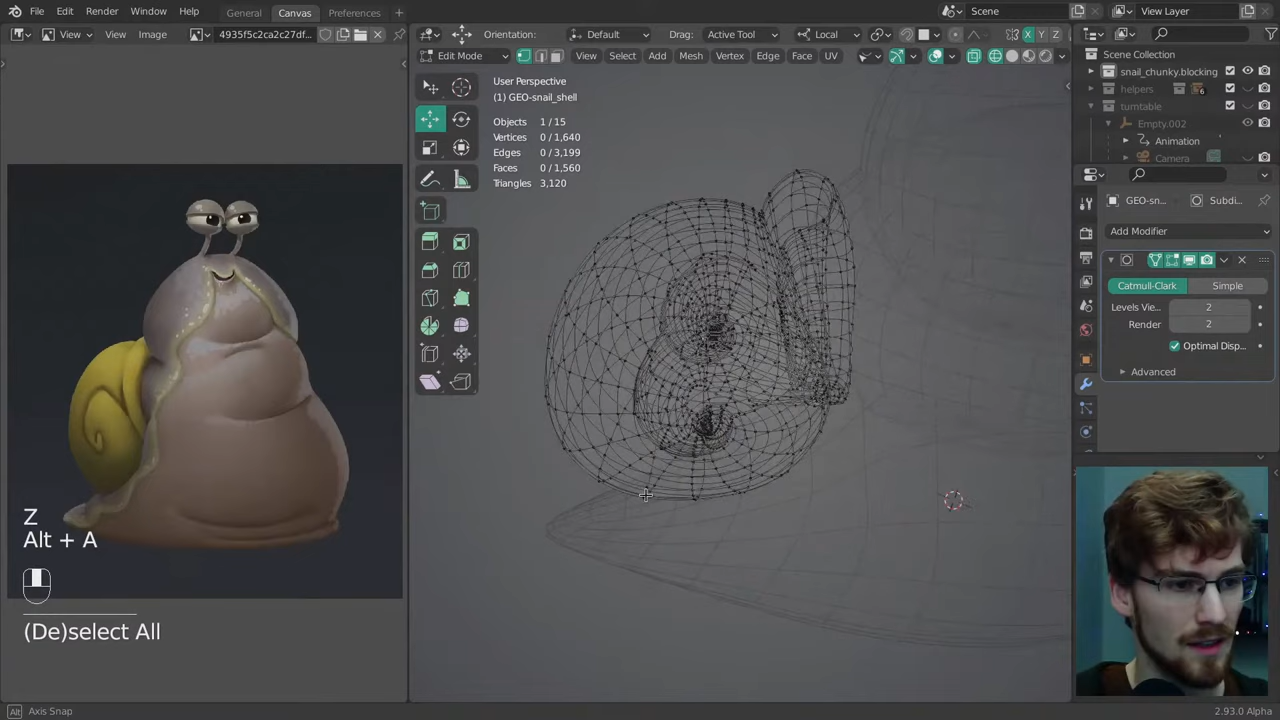 File Edit Render Window Help General Canvas Preferences + Scene View Layer
View View Image 4935f5c2ca2c27df... Orientation: Default Drag: Active Tool Local
Edit Mode View Select Add Mesh Vertex Edge Face UV X Y Z
User Perspective
(1) GEO-snail_shell
Objects 1 / 15
Vertices 0 / 1,640
Edges 0 / 3,199
Faces 0 / 1,560
Triangles 3,120
Scene Collection
snail_chunky.blocking
helpers 6
turntable
Empty.002
Animation
Camera
GEO-sn... Subdi...
Add Modifier
Catmull-Clark Simple
Levels Vie... 2
Render 2
Optimal Disp...
Advanced
Z
Alt + A
(De)select All
Alt Axis Snap 2.93.0 Alpha